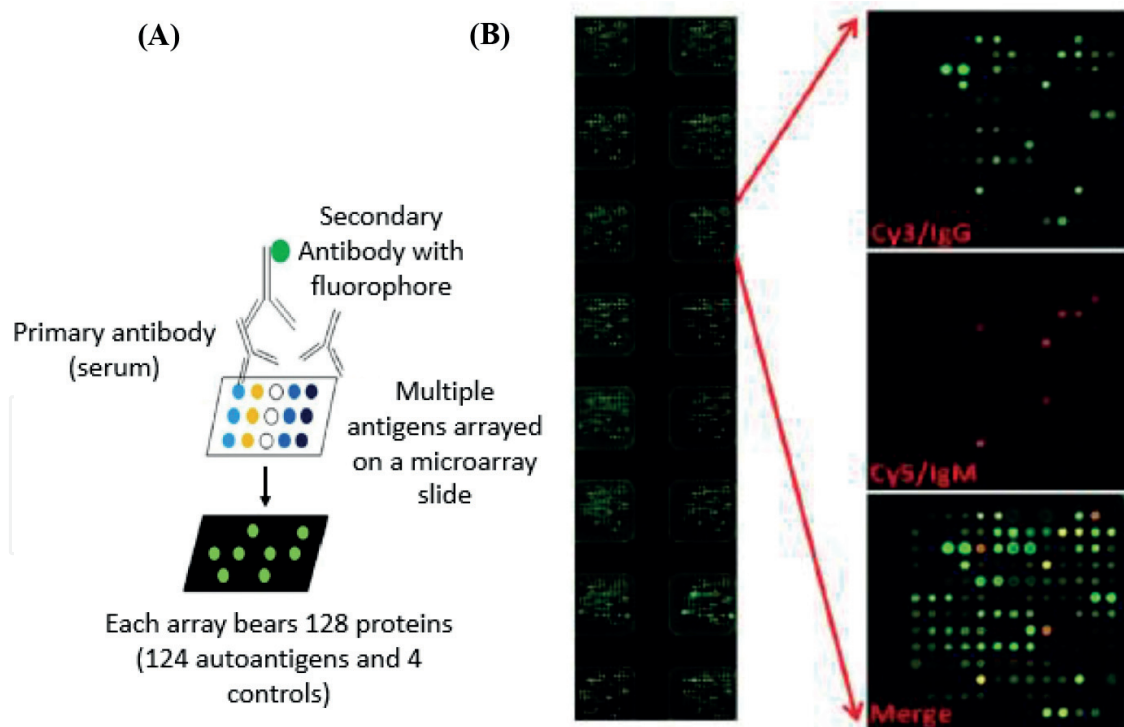 (A)
(B)
Secondary
Antibody with
fluorophore
Primary antibody
(serum)
Multiple
antigens arrayed
on a microarray
slide
Each array bears 128 proteins
(124 autoantigens and 4
controls)
Cy3/IgG
Cy5/IgM
Merge